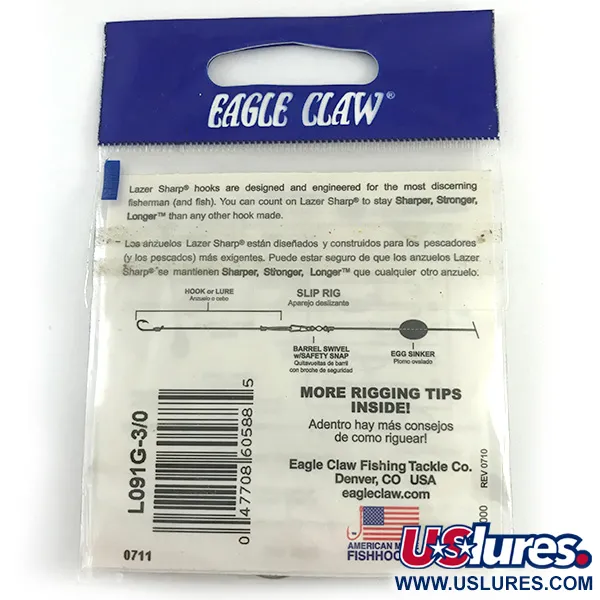 EAGLE CLAW®
Lazer Sharp® hooks are designed and engineered for the most discerning
fisherman (and fish). You can count on Lazer Sharp® to stay Sharper, Stronger,
Longer™ than any other hook made.
Los anzuelos Lazer Sharp® están diseñados y construidos para los pescadores
(y los pescados) más exigentes. Puede estar seguro de que los anzuelos Lazer
Sharp® se mantienen Sharper, Stronger, Longer™ que cualquier otro anzuelo.
HOOK or LURE
Anzuelo o cebo
SLIP RIG
Aparejo deslizante
BARREL SWIVEL
w/SAFETY SNAP
Quitavueltas de barril
con broche de seguridad
EGG SINKER
Plomo ovalado
L091G-3/0
0 47708 60588 5
0711
MORE RIGGING TIPS
INSIDE!
Adentro hay más consejos
de como riguear!
Eagle Claw Fishing Tackle Co.
Denver, CO USA
eagleclaw.com
REV 0710
000
AMERICAN M
FISHHOO
USlures.
WWW.USLURES.COM